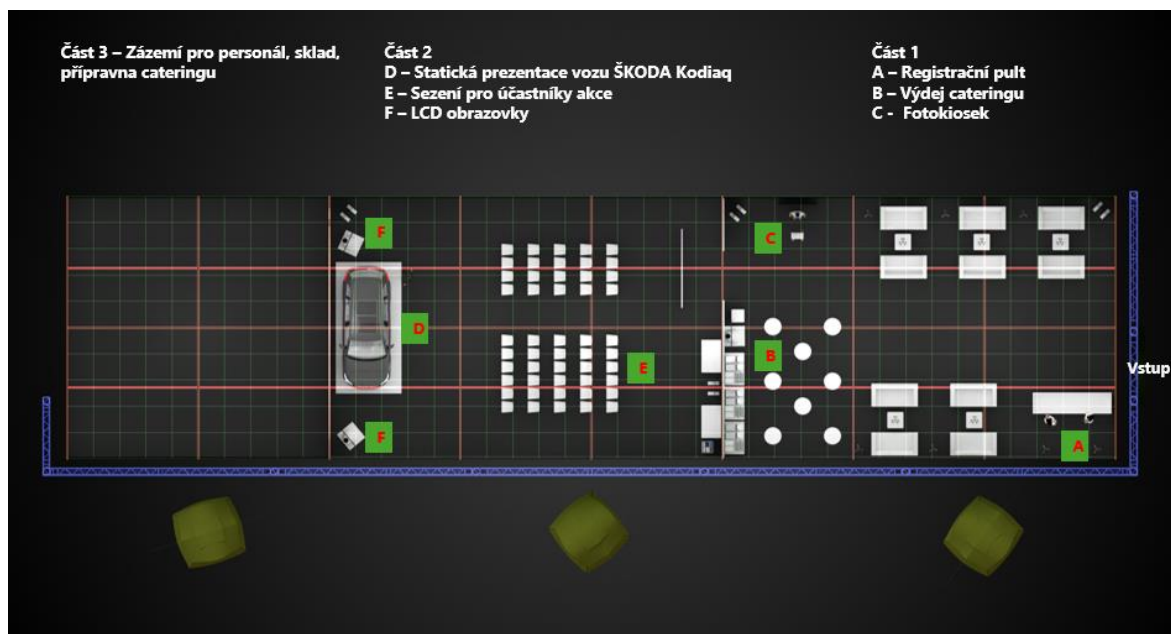 Část 3 – Zázemí pro personál, sklad,
přípravna cateringu
Část 2
D – Statická prezentace vozu ŠKODA Kodiaq
E – Sezení pro účastníky akce
F – LCD obrazovky
Část 1
A – Registrační pult
B – Výdej cateringu
C - Fotokiosek
F
C
D
B
E
Vstup
F
A